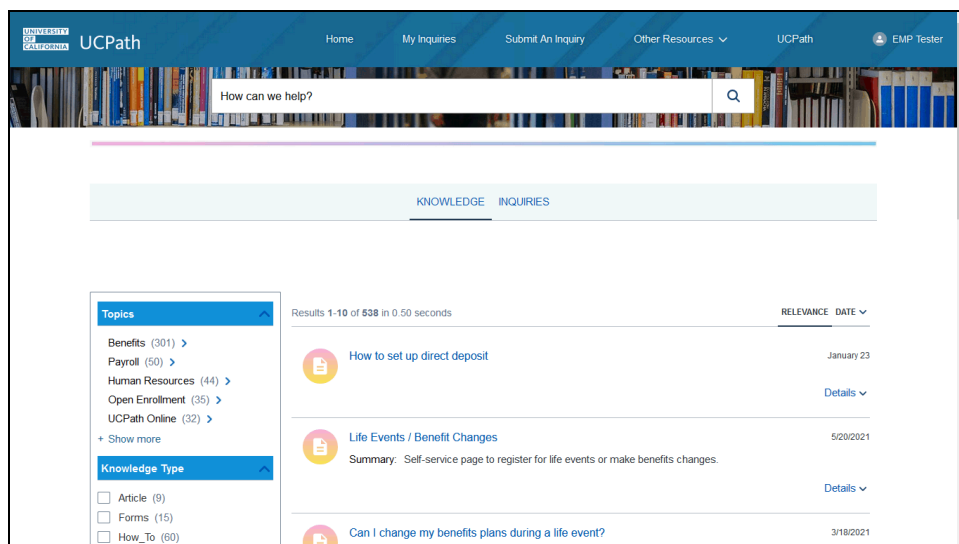 UNIVERSITY
OF
CALIFORNIA
UCPath
Home My Inquiries Submit An Inquiry Other Resources UCPath EMP Tester
How can we help?
KNOWLEDGE INQUIRIES
Topics
Benefits (301)
Payroll (50)
Human Resources (44)
Open Enrollment (35)
UCPath Online (32)
+ Show more
Knowledge Type
Article (9)
Forms (15)
How_To (60)
Results 1-10 of 538 in 0.50 seconds
RELEVANCE DATE
How to set up direct deposit
January 23
Details
Life Events / Benefit Changes
5/20/2021
Summary: Self-service page to register for life events or make benefits changes.
Details
Can I change my benefits plans during a life event?
3/18/2021